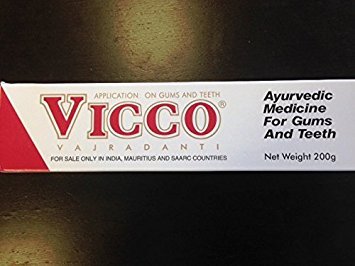 APPLICATION ON GUMS AND TEETH
VICCO®
VAJRADANTI
FOR SALE ONLY IN INDIA, MAURITIUS AND SAARC COUNTRIES
Ayurvedic
Medicine
For Gums
And Teeth
Net Weight 200g